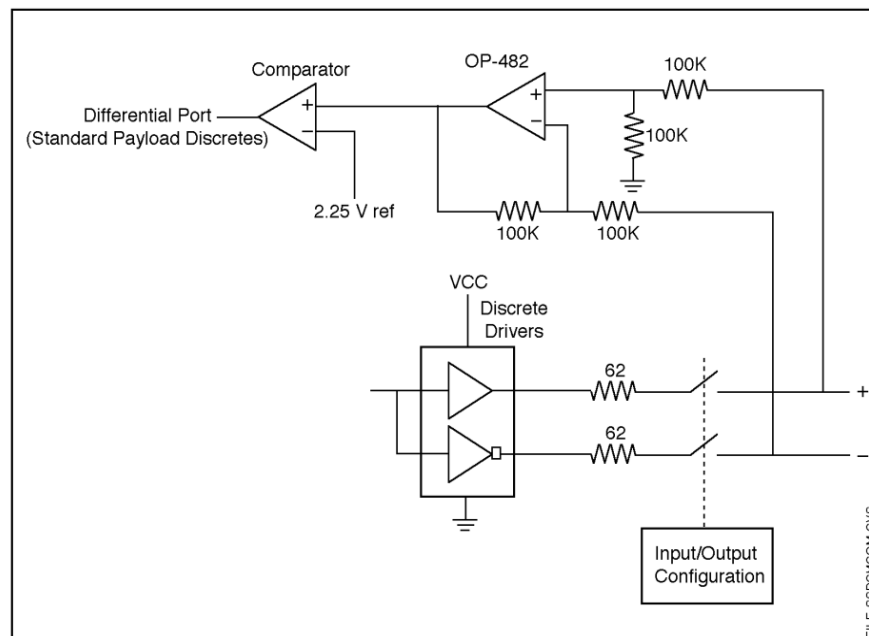 OP-482
Comparator
100K
+
−
+
−
Differential Port
(Standard Payload Discretes)
100K
2.25 V ref
100K
100K
VCC
Discrete
Drivers
62
+
62
−
Input/Output
Configuration